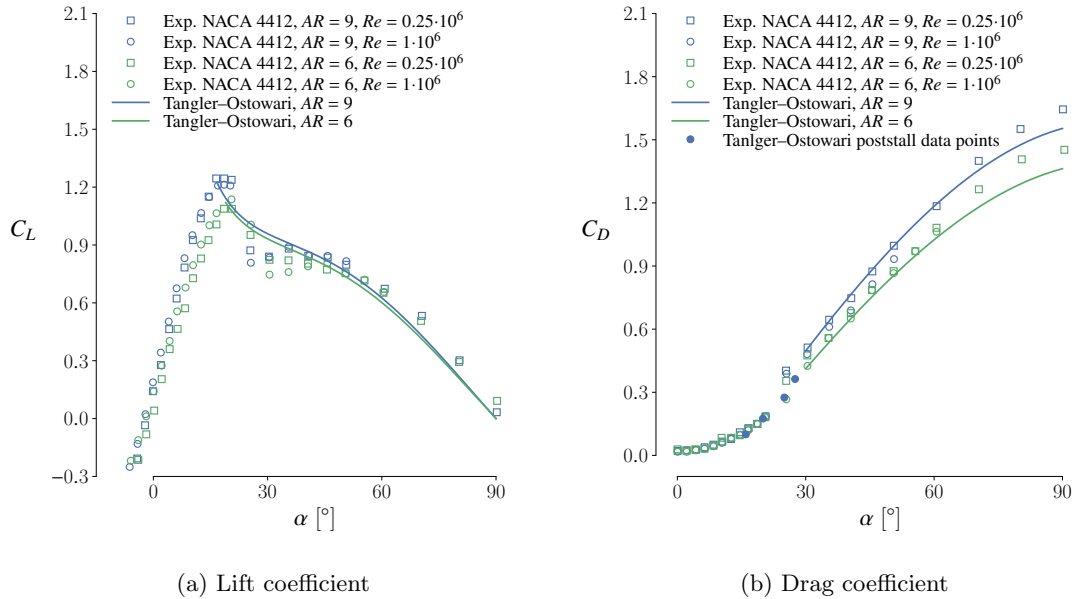 2.1
1.8
1.5
1.2
0.9
0.6
0.3
0.0
−0.3
C_L
Exp. NACA 4412, AR = 9, Re = 0.25·10^6
Exp. NACA 4412, AR = 9, Re = 1·10^6
Exp. NACA 4412, AR = 6, Re = 0.25·10^6
Exp. NACA 4412, AR = 6, Re = 1·10^6
Tangler–Ostowari, AR = 9
Tangler–Ostowari, AR = 6
0 30 60 90
α [°]
(a) Lift coefficient
2.1
1.8
1.5
1.2
0.9
0.6
0.3
0.0
C_D
Exp. NACA 4412, AR = 9, Re = 0.25·10^6
Exp. NACA 4412, AR = 9, Re = 1·10^6
Exp. NACA 4412, AR = 6, Re = 0.25·10^6
Exp. NACA 4412, AR = 6, Re = 1·10^6
Tangler–Ostowari, AR = 9
Tangler–Ostowari, AR = 6
Tanlger–Ostowari poststall data points
0 30 60 90
α [°]
(b) Drag coefficient